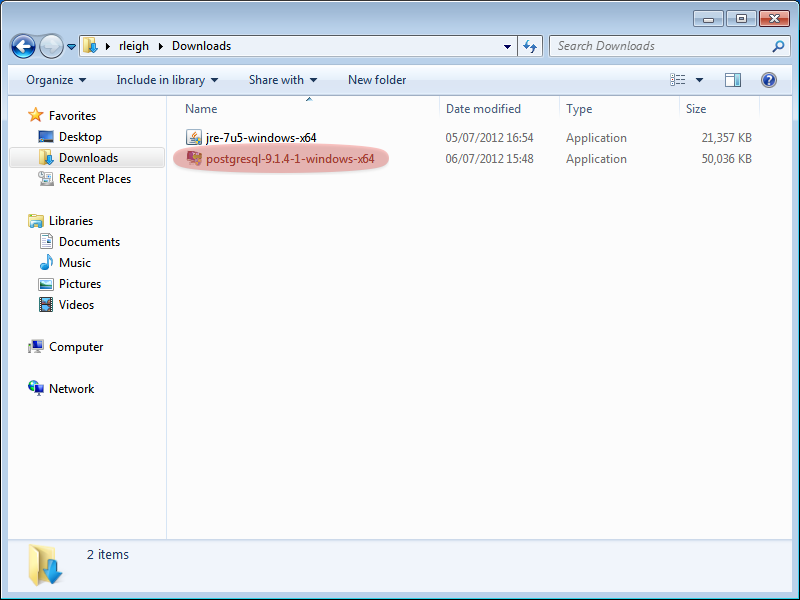 rleigh Downloads
Search Downloads
Organize Include in library Share with New folder
Favorites
Desktop
Downloads
Recent Places
Libraries
Documents
Music
Pictures
Videos
Computer
Network
Name Date modified Type Size
jre-7u5-windows-x64 05/07/2012 16:54 Application 21,357 KB
postgresql-9.1.4-1-windows-x64 06/07/2012 15:48 Application 50,036 KB
2 items